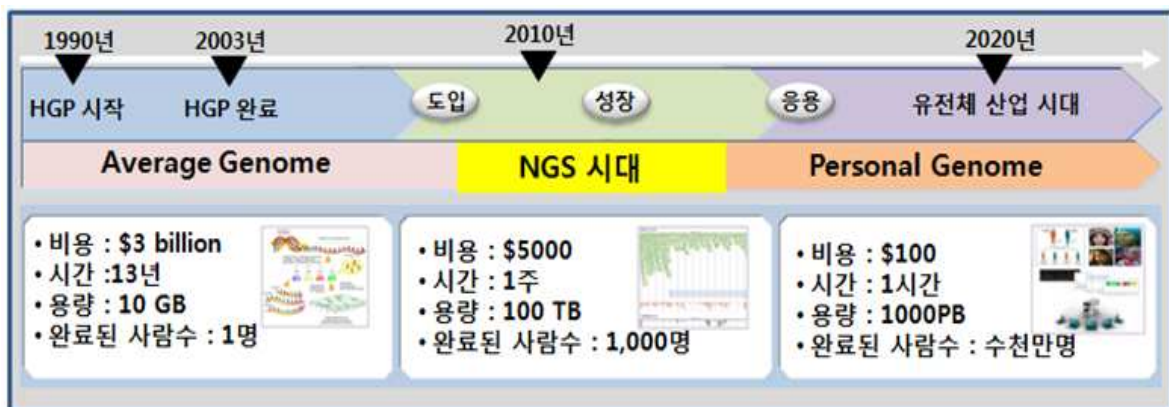 1990년
2003년
2010년
2020년
HGP 시작
HGP 완료
도입
성장
응용
유전체 산업 시대
Average Genome
NGS 시대
Personal Genome
• 비용 : $3 billion
• 시간 :13년
• 용량 : 10 GB
• 완료된 사람수 : 1명
• 비용 : $5000
• 시간 : 1주
• 용량 : 100 TB
• 완료된 사람수 : 1,000명
• 비용 : $100
• 시간 : 1시간
• 용량 : 1000PB
• 완료된 사람수 : 수천만명